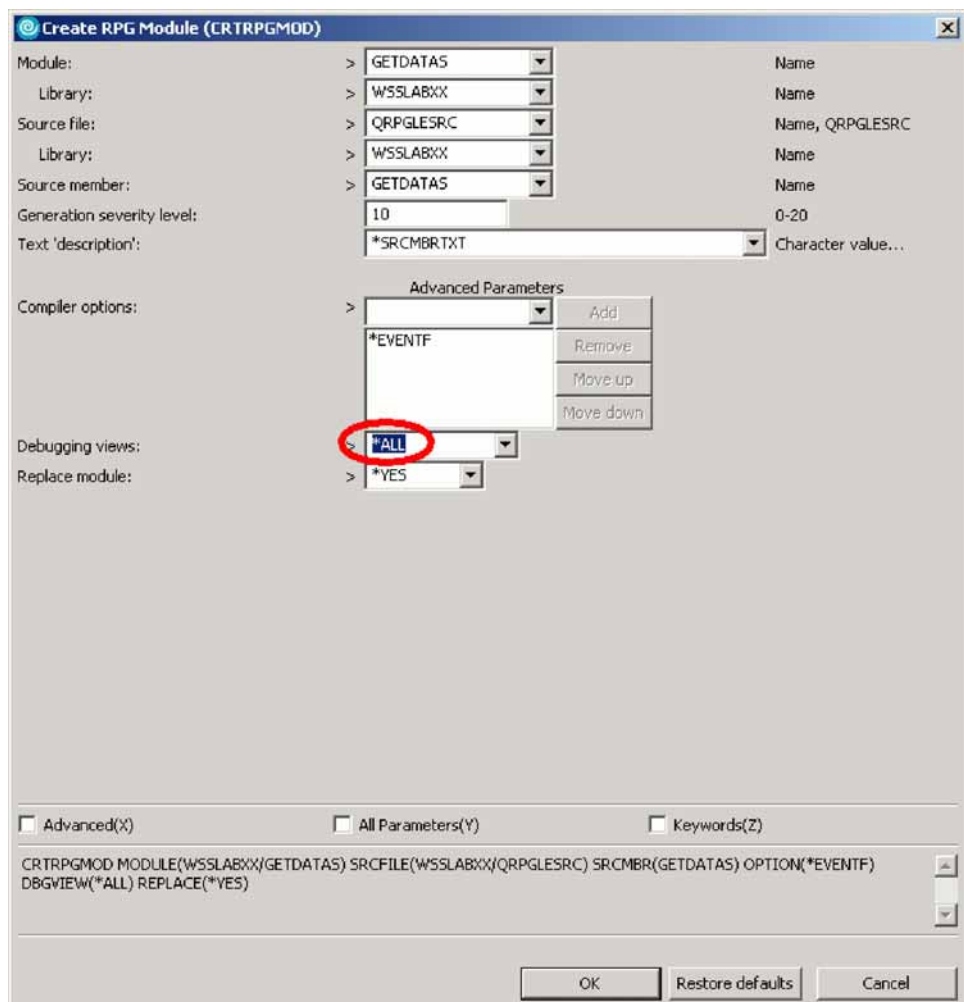 Create RPG Module (CRTRPGMOD)
Module: > GETDATAS Name
Library: > WSSLABXX Name
Source file: > QRPGLESRC Name, QRPGLESRC
Library: > WSSLABXX Name
Source member: > GETDATAS Name
Generation severity level: 10 0-20
Text 'description': *SRCMBRTXT Character value...
Advanced Parameters
Compiler options: > Add
*EVENTF Remove
Move up
Move down
Debugging views: > *ALL
Replace module: > *YES
Advanced(X) All Parameters(Y) Keywords(Z)
CRTRPGMOD MODULE(WSSLABXX/GETDATAS) SRCFILE(WSSLABXX/QRPGLESRC) SRCMBR(GETDATAS) OPTION(*EVENTF)
DBGVIEW(*ALL) REPLACE(*YES)
OK Restore defaults Cancel